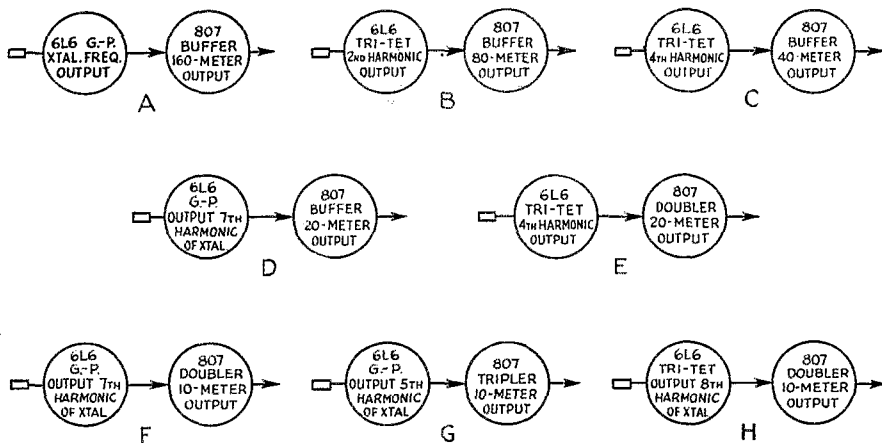 6L6 G.-P.
XTAL. FREQ.
OUTPUT
807
BUFFER
160-METER
OUTPUT
A
6L6
TRI-TET
2ND HARMONIC
OUTPUT
807
BUFFER
80-METER
OUTPUT
B
6L6
TRI-TET
4TH HARMONIC
OUTPUT
807
BUFFER
40-METER
OUTPUT
C
6L6
G.-P.
OUTPUT 7TH
HARMONIC
OF XTAL
807
BUFFER
20-METER
OUTPUT
D
6L6
TRI-TET
4TH HARMONIC
OUTPUT
807
DOUBLER
20-METER
OUTPUT
E
6L6
G.-P.
OUTPUT 7TH
HARMONIC
OF XTAL
807
DOUBLER
10-METER
OUTPUT
F
6L6
G.-P.
OUTPUT 5TH
HARMONIC
OF XTAL
807
TRIPLER
10-METER
OUTPUT
G
6L6
TRI-TET
OUTPUT 8TH
HARMONIC
OF XTAL
807
DOUBLER
10-METER
OUTPUT
H